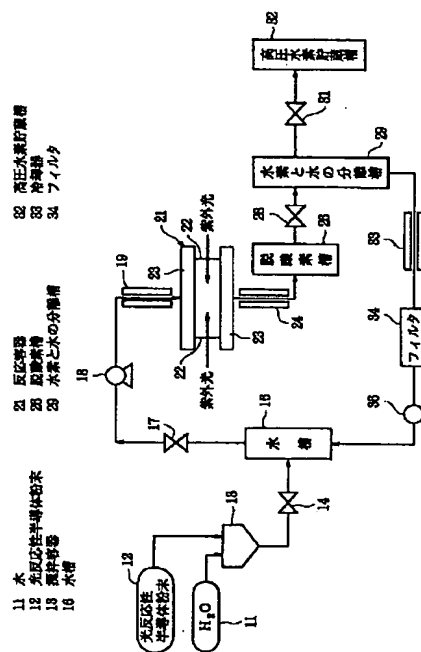 11 水
12 光反応性半導体粉末
13 攪拌容器
16 水槽
21 反応容器
26 脱酸素槽
29 水素と水の分離槽
32 高圧水素貯蔵槽
33 冷却器
34 フィルタ
12
光反応性
半導体粉末
H₂O
11
13
14
水槽
16
17
18
19
21
23
22
紫外光
紫外光
22
23
24
脱酸素槽
26
28
水素と水の分離槽
29
31
高圧水素貯蔵槽
32
33
フィルタ
34
36